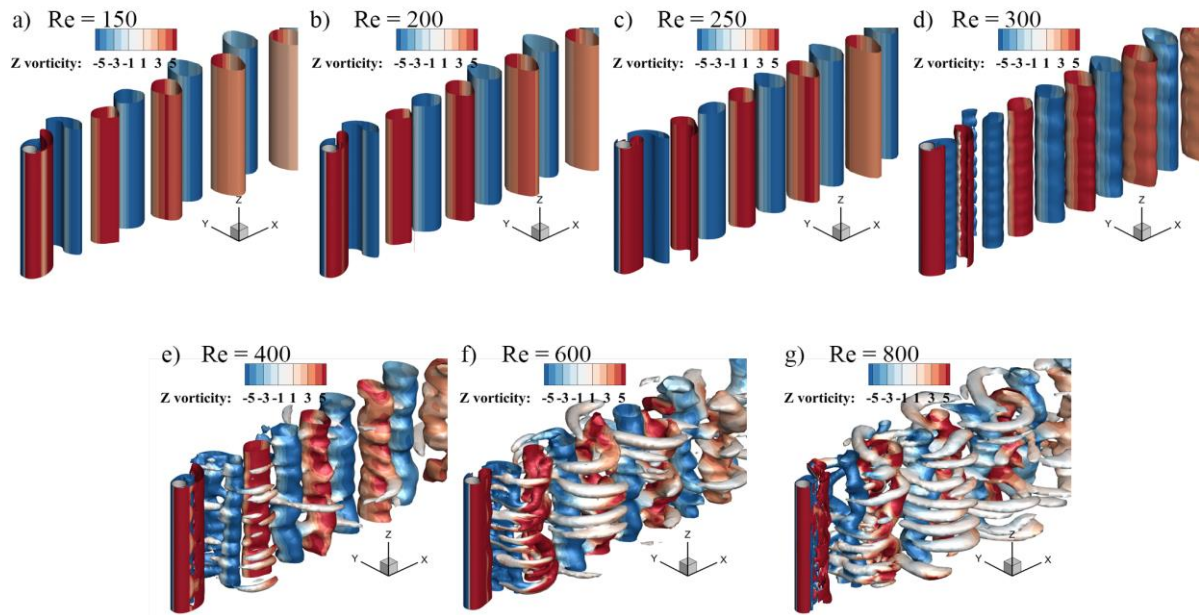 a) Re = 150
Z vorticity: -5 -3 -1 1 3 5
Z
Y X
b) Re = 200
Z vorticity: -5 -3 -1 1 3 5
Z
Y X
c) Re = 250
Z vorticity: -5 -3 -1 1 3 5
Z
Y X
d) Re = 300
Z vorticity: -5 -3 -1 1 3 5
Z
Y X
e) Re = 400
Z vorticity: -5 -3 -1 1 3 5
Z
Y X
f) Re = 600
Z vorticity: -5 -3 -1 1 3 5
Z
Y X
g) Re = 800
Z vorticity: -5 -3 -1 1 3 5
Z
Y X